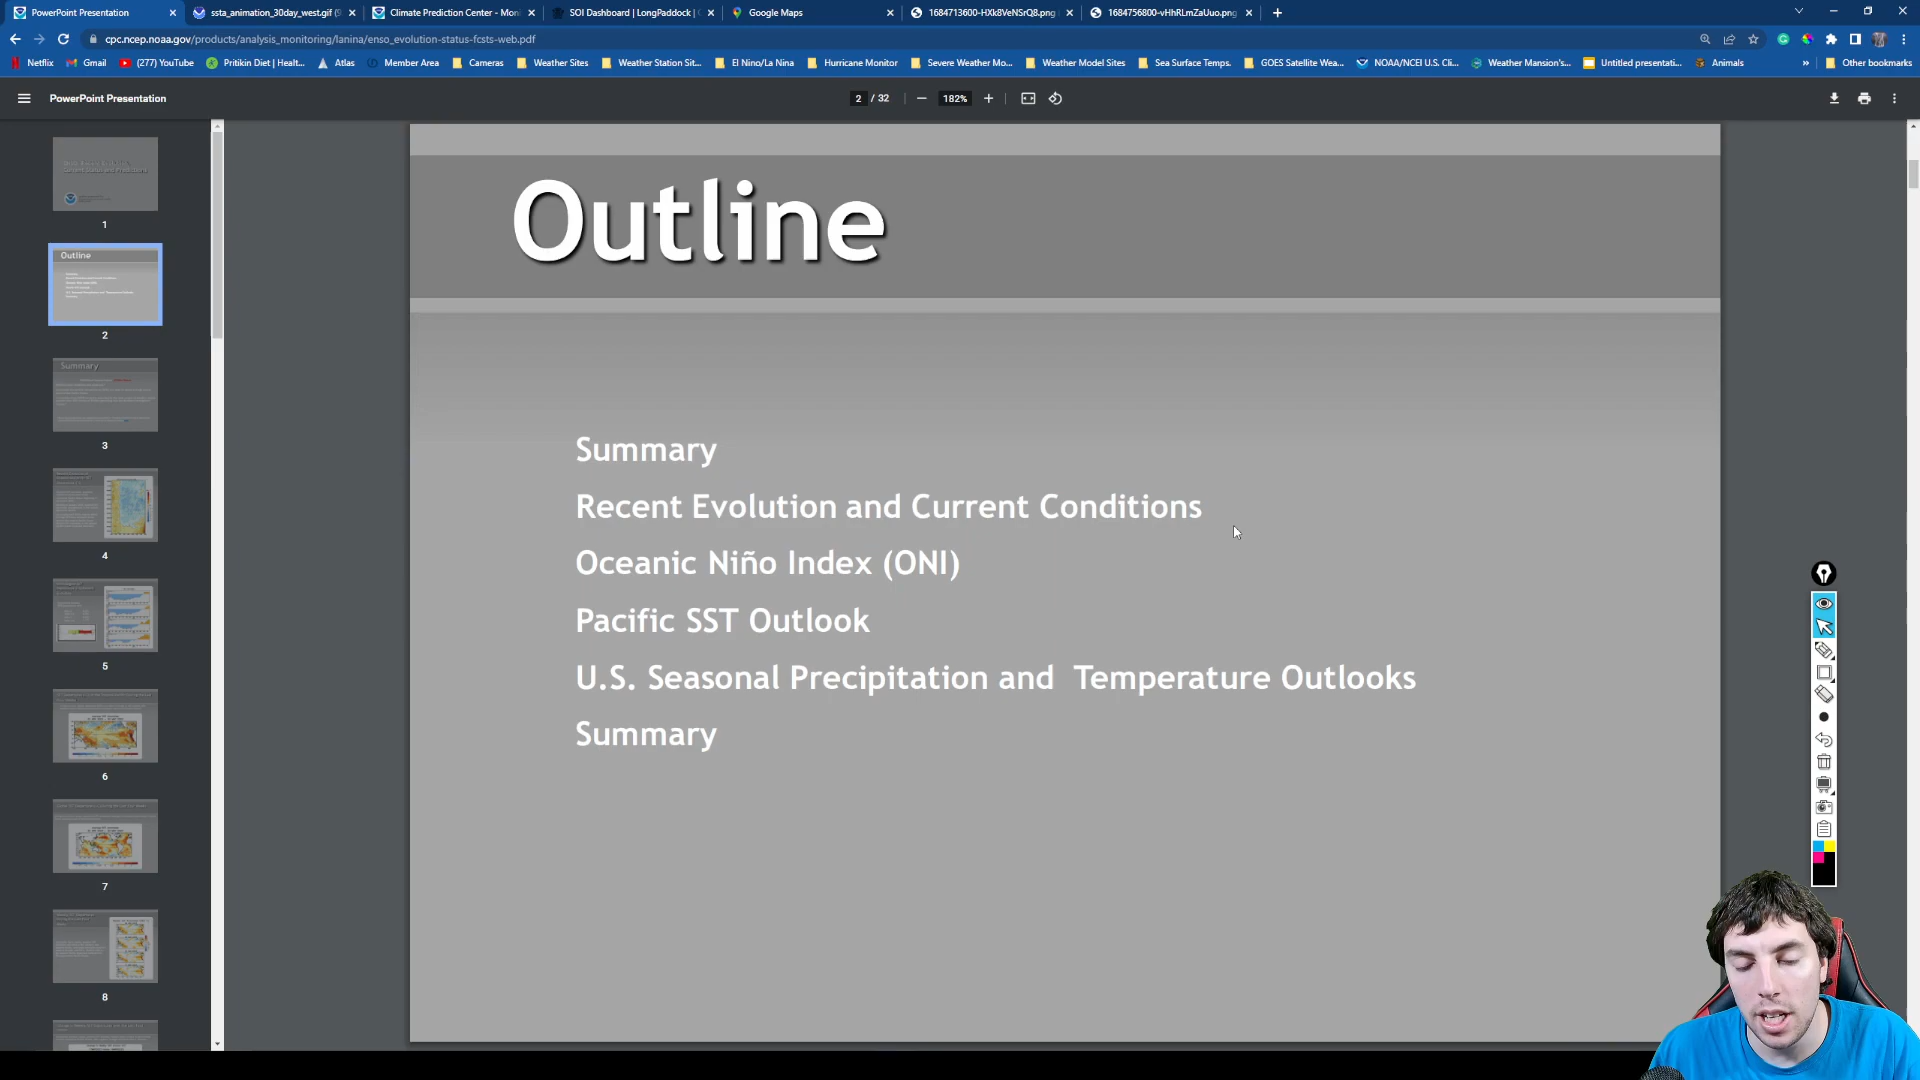 PowerPoint Presentation
ssta_animation_30day_west.gif (9
Climate Prediction Center - Moni
SOI Dashboard | LongPaddock |
Google Maps
1684713600-HXk8VeNSrQ8.png
1684756800-vHhRLmZaUuo.png
cpc.ncep.noaa.gov/products/analysis_monitoring/lanina/enso_evolution-status-fcsts-web.pdf
Netflix
Gmail
(277) YouTube
Pritikin Diet | Healt...
Atlas
Member Area
Cameras
Weather Sites
Weather Station Sit...
El Nino/La Nina
Hurricane Monitor
Severe Weather Mo...
Weather Model Sites
Sea Surface Temps.
GOES Satellite Wea...
NOAA/NCEI U.S. Cli...
Weather Mansion's...
Untitled presentati...
Animals
»
Other bookmarks
PowerPoint Presentation
2 / 32
182%
1
Outline
2
Summary
3
4
5
6
7
8
Outline
Summary
Recent Evolution and Current Conditions
Oceanic Niño Index (ONI)
Pacific SST Outlook
U.S. Seasonal Precipitation and Temperature Outlooks
Summary